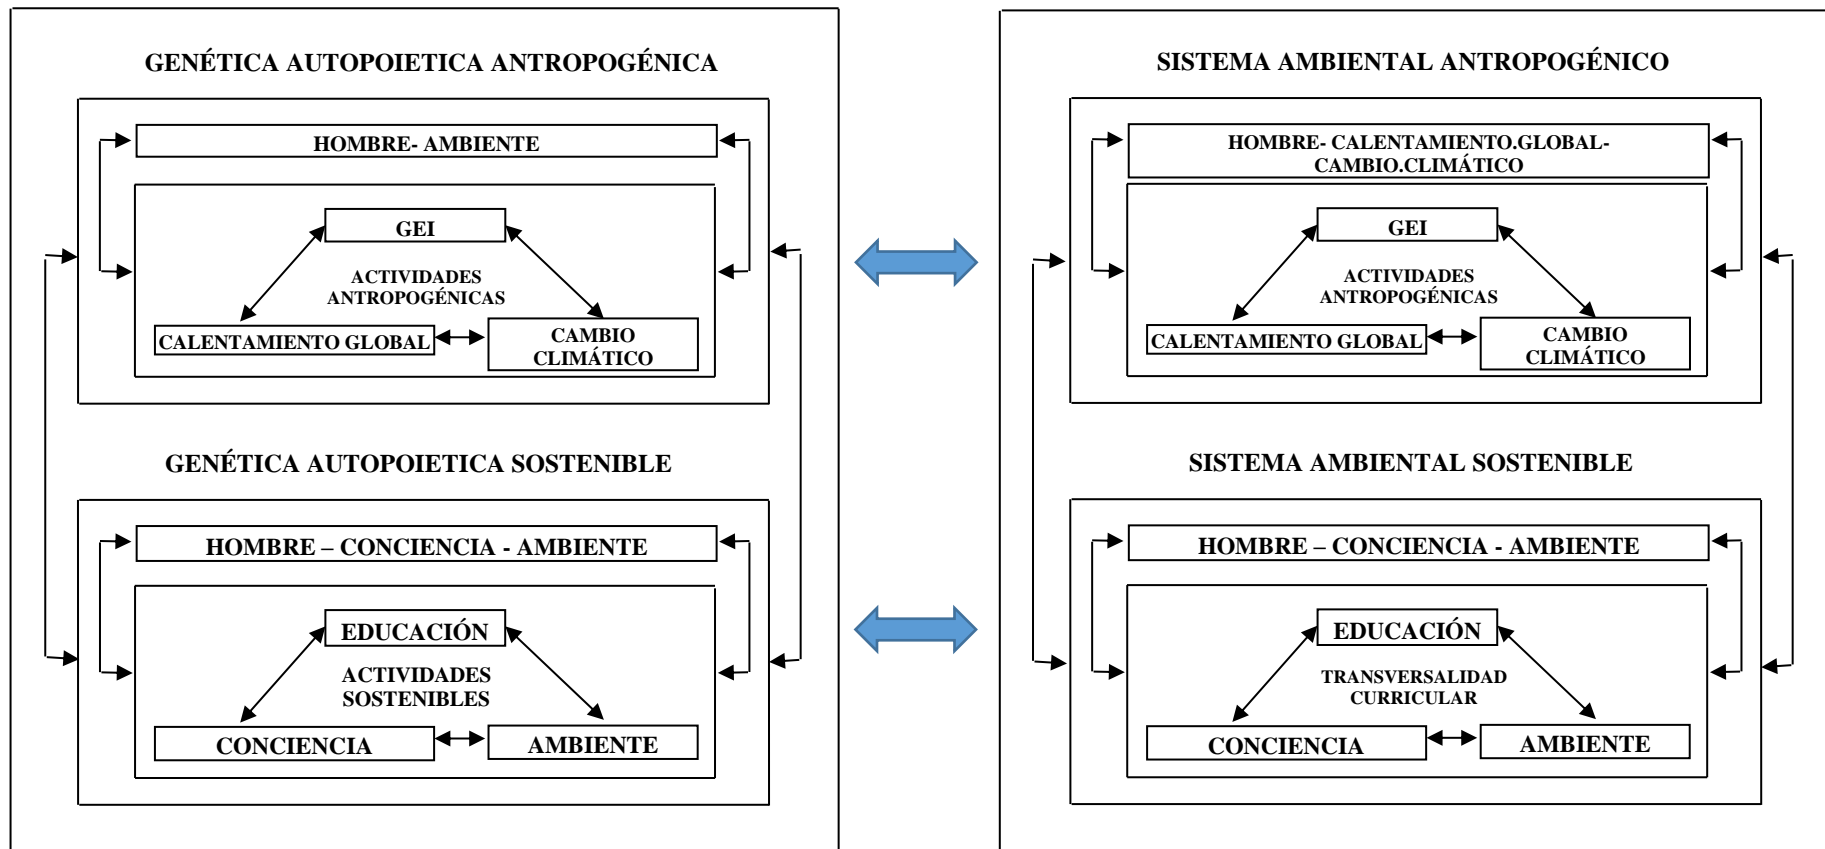 GENÉTICA AUTOPOIETICA ANTROPOGÉNICA
HOMBRE- AMBIENTE
GEI
ACTIVIDADES
ANTROPOGÉNICAS
CALENTAMIENTO GLOBAL
CAMBIO
CLIMÁTICO
GENÉTICA AUTOPOIETICA SOSTENIBLE
HOMBRE – CONCIENCIA - AMBIENTE
EDUCACIÓN
ACTIVIDADES
SOSTENIBLES
CONCIENCIA
AMBIENTE
SISTEMA AMBIENTAL ANTROPOGÉNICO
HOMBRE- CALENTAMIENTO.GLOBAL-
CAMBIO.CLIMÁTICO
GEI
ACTIVIDADES
ANTROPOGÉNICAS
CALENTAMIENTO GLOBAL
CAMBIO
CLIMÁTICO
SISTEMA AMBIENTAL SOSTENIBLE
HOMBRE – CONCIENCIA - AMBIENTE
EDUCACIÓN
TRANSVERSALIDAD
CURRICULAR
CONCIENCIA
AMBIENTE